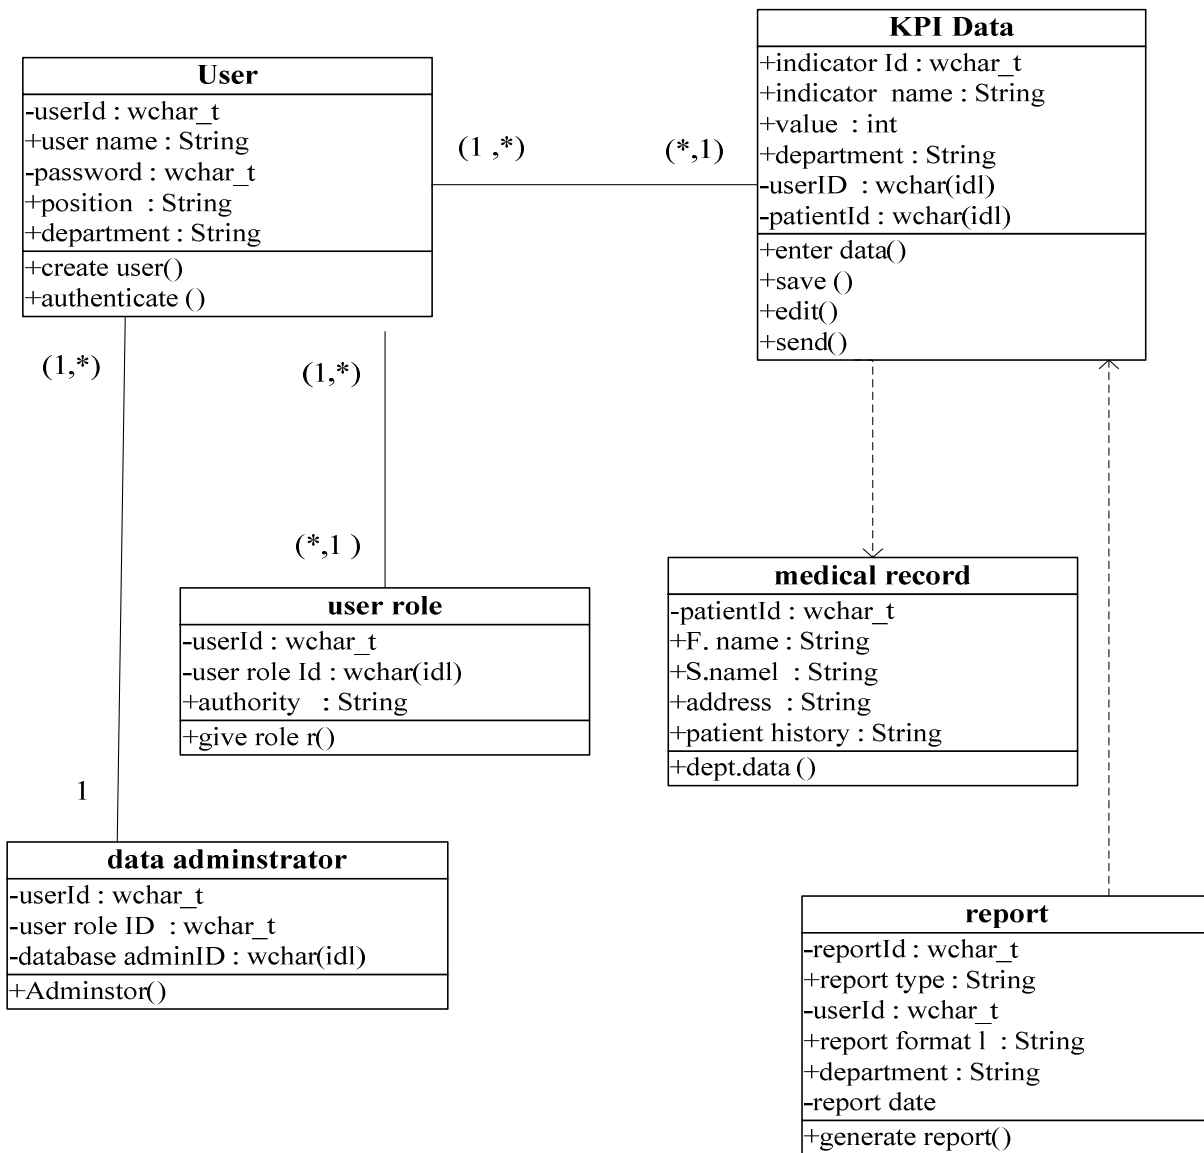 User
-userId : wchar_t
+user name : String
-password : wchar_t
+position  : String
+department : String
+create user()
+authenticate ()
(1 ,*)
(*,1)
KPI Data
+indicator Id : wchar_t
+indicator  name : String
+value  : int
+department : String
-userID  : wchar(idl)
-patientId : wchar(idl)
+enter data()
+save ()
+edit()
+send()
(1,*)
(1,*)
(*,1 )
user role
-userId : wchar_t
-user role Id : wchar(idl)
+authority   : String
+give role r()
medical record
-patientId : wchar_t
+F. name : String
+S.namel  : String
+address  : String
+patient history : String
+dept.data ()
1
data adminstrator
-userId : wchar_t
-user role ID  : wchar_t
-database adminID : wchar(idl)
+Adminstor()
report
-reportId : wchar_t
+report type : String
-userId : wchar_t
+report format l  : String
+department : String
-report date
+generate report()